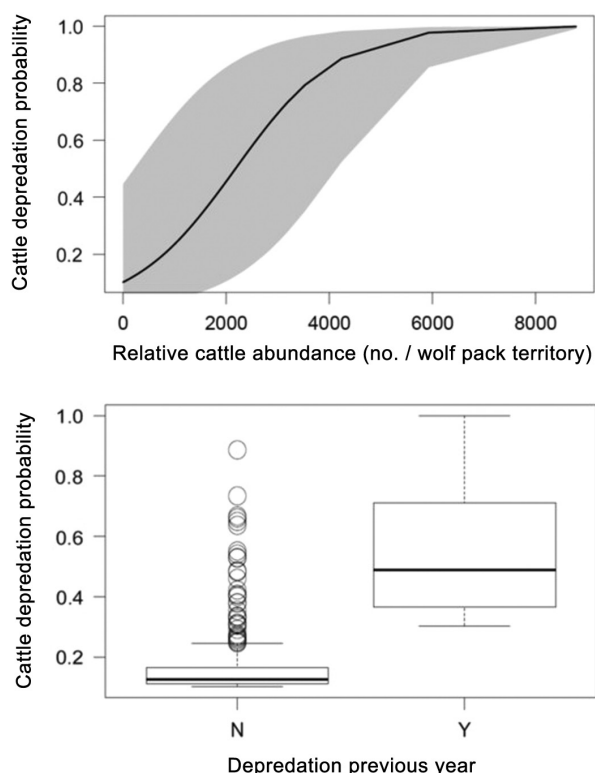 Cattle depredation probability
1.0
0.8
0.6
0.4
0.2
0 2000 4000 6000 8000
Relative cattle abundance (no. / wolf pack territory)
Cattle depredation probability
1.0
0.8
0.6
0.4
0.2
N Y
Depredation previous year